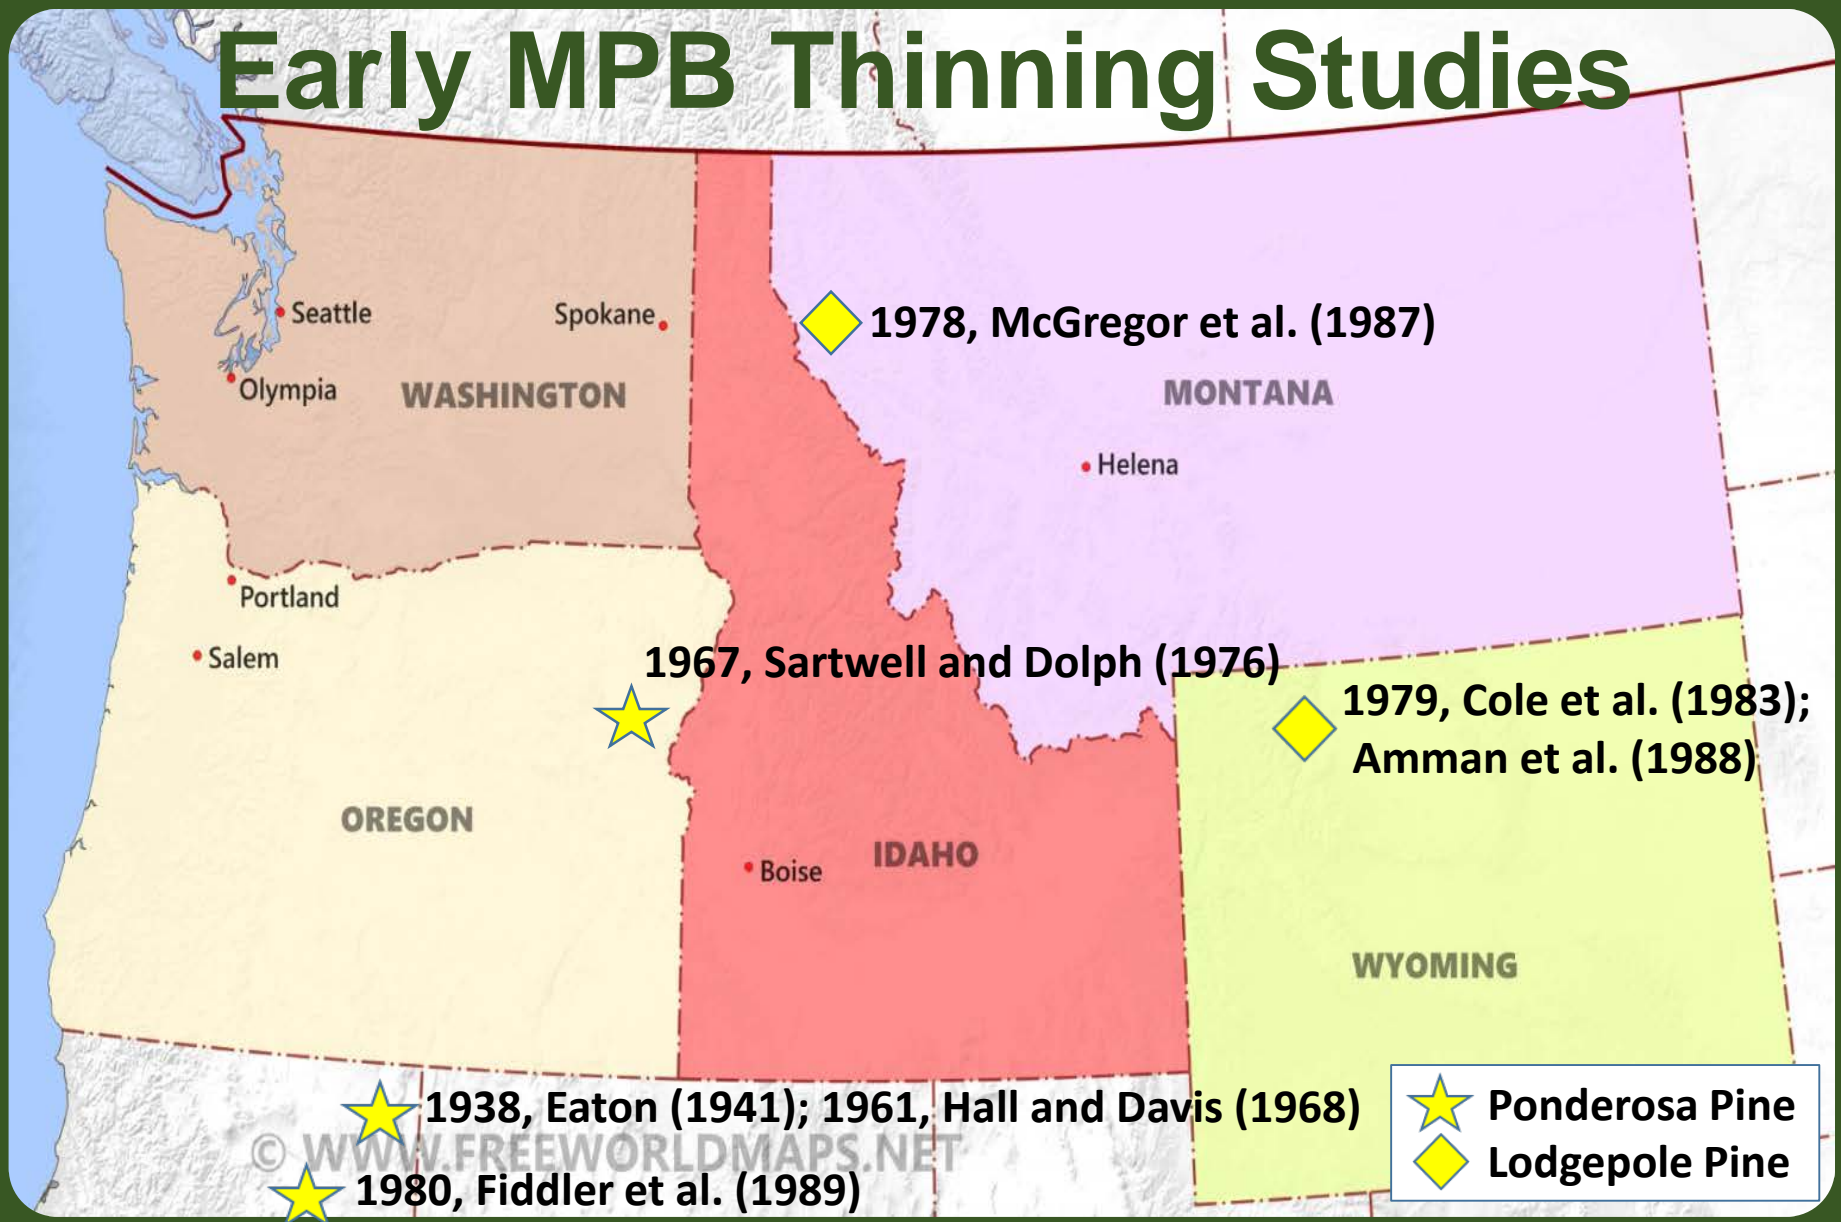 Early MPB Thinning Studies
Seattle
Spokane
1978, McGregor et al. (1987)
Olympia
WASHINGTON
MONTANA
Helena
Portland
Salem
1967, Sartwell and Dolph (1976)
1979, Cole et al. (1983);
Amman et al. (1988)
OREGON
IDAHO
Boise
WYOMING
1938, Eaton (1941); 1961, Hall and Davis (1968)
© WWW.FREEWORLDMAPS.NET
1980, Fiddler et al. (1989)
Ponderosa Pine
Lodgepole Pine